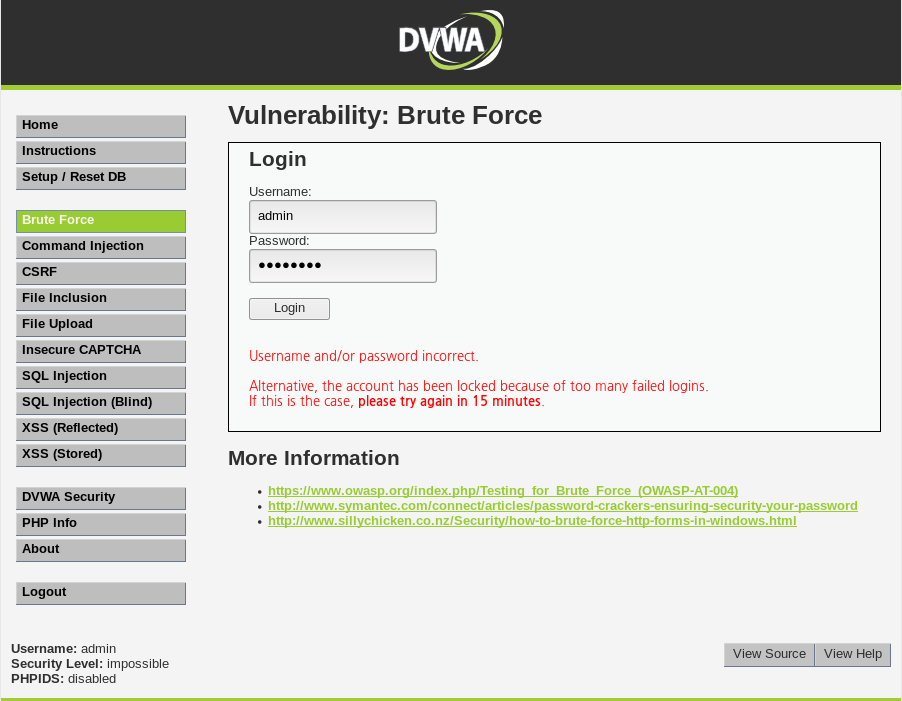 DVWA
Vulnerability: Brute Force
Home
Instructions
Setup / Reset DB
Brute Force
Command Injection
CSRF
File Inclusion
File Upload
Insecure CAPTCHA
SQL Injection
SQL Injection (Blind)
XSS (Reflected)
XSS (Stored)
DVWA Security
PHP Info
About
Logout
Login
Username:
admin
Password:
••••••••
Login
Username and/or password incorrect.
Alternative, the account has been locked because of too many failed logins.
If this is the case, please try again in 15 minutes.
More Information
• https://www.owasp.org/index.php/Testing_for_Brute_Force_(OWASP-AT-004)
• http://www.symantec.com/connect/articles/password-crackers-ensuring-security-your-password
• http://www.sillychicken.co.nz/Security/how-to-brute-force-http-forms-in-windows.html
Username: admin
Security Level: impossible
PHPIDS: disabled
View Source View Help